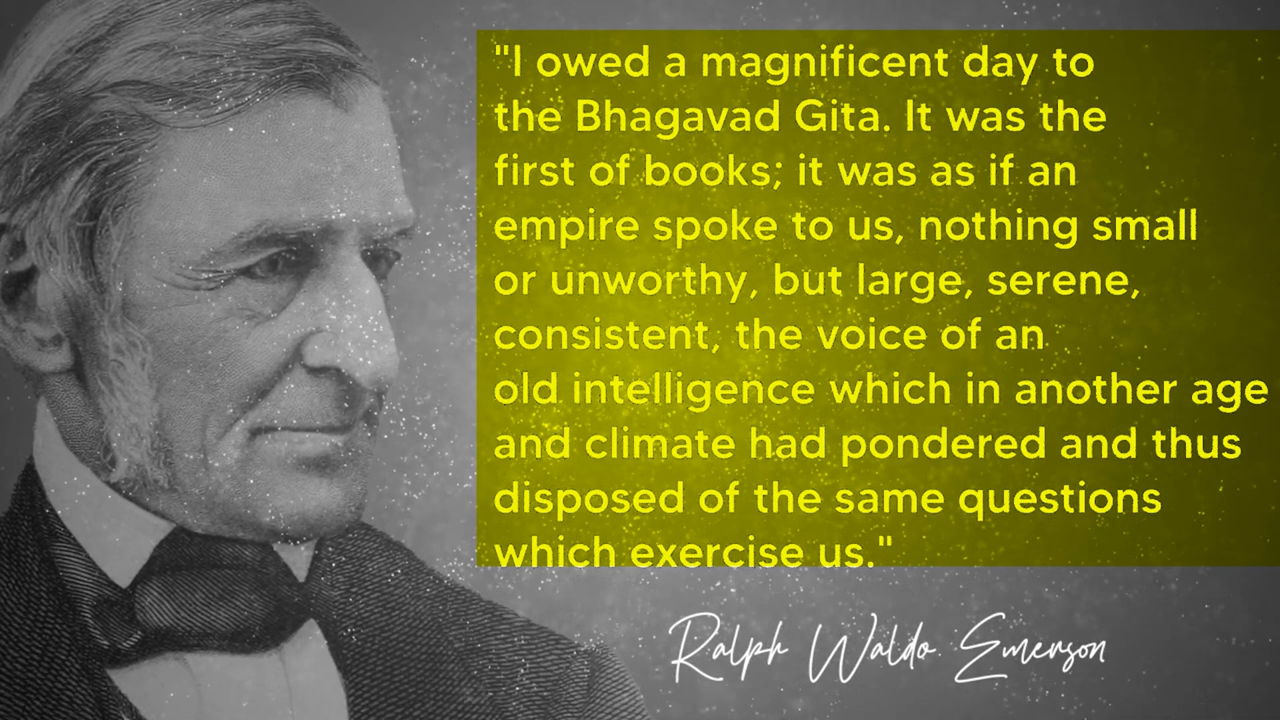 "I owed a magnificent day to
the Bhagavad Gita. It was the
first of books; it was as if an
empire spoke to us, nothing small
or unworthy, but large, serene,
consistent, the voice of an
old intelligence which in another age
and climate had pondered and thus
disposed of the same questions
which exercise us."
Ralph Waldo Emerson